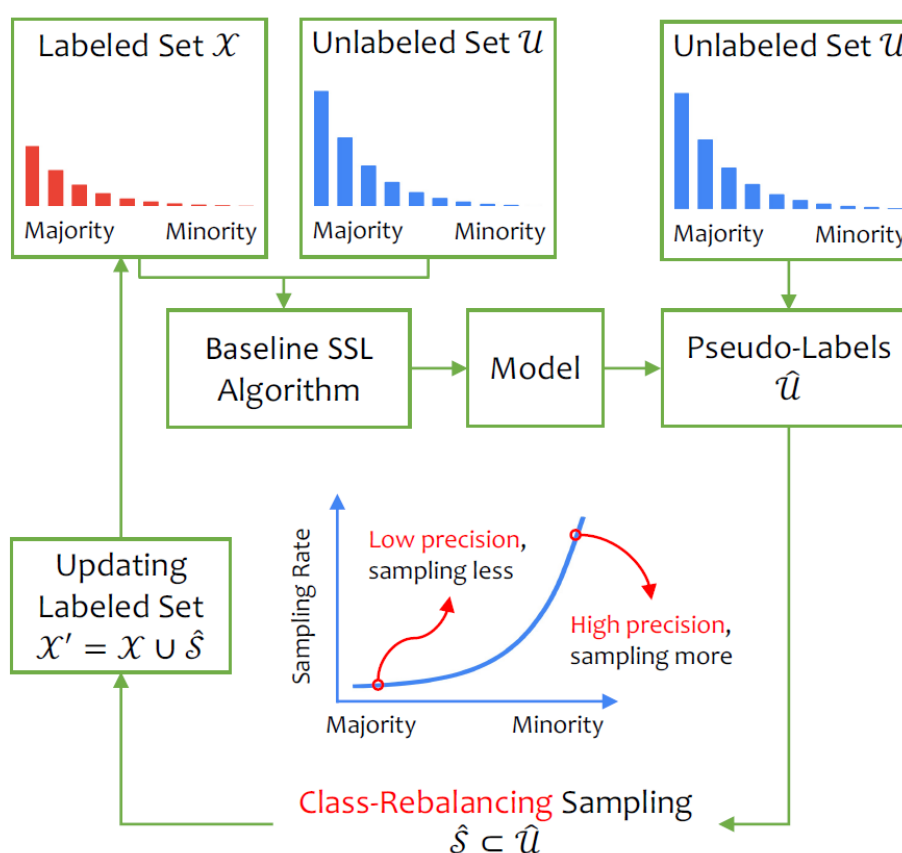 Labeled Set 𝒳
Majority Minority
Unlabeled Set 𝒰
Majority Minority
Unlabeled Set 𝒰
Majority Minority
Baseline SSL
Algorithm
Model
Pseudo-Labels
𝒰̂
Updating
Labeled Set
𝒳′ = 𝒳 ∪ 𝒮̂
Sampling Rate
Low precision,
sampling less
High precision,
sampling more
Majority Minority
Class-Rebalancing Sampling
𝒮̂ ⊂ 𝒰̂